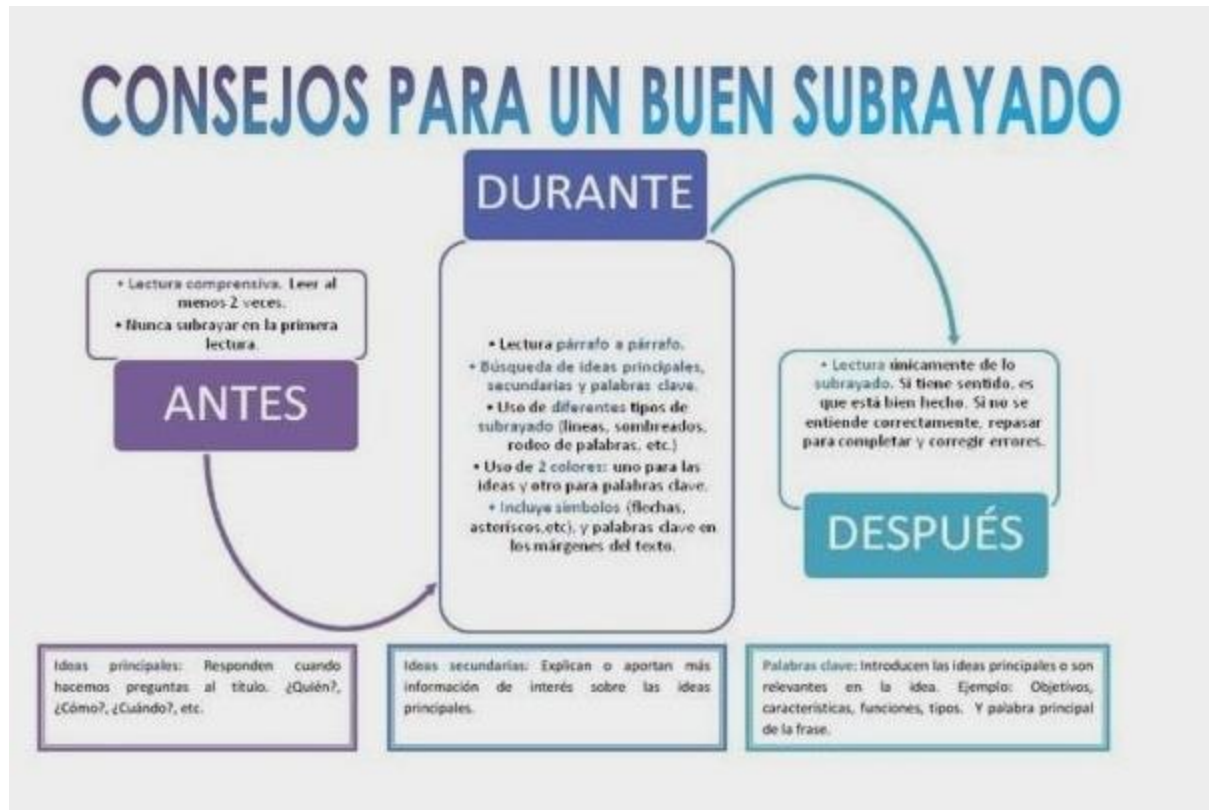 CONSEJOS PARA UN BUEN SUBRAYADO
ANTES
• Lectura comprensiva. Leer al
menos 2 veces.
• Nunca subrayar en la primera
lectura.
DURANTE
• Lectura párrafo a párrafo.
• Búsqueda de ideas principales,
secundarias y palabras clave.
• Uso de diferentes tipos de
subrayado (líneas, sombreados,
rodeo de palabras, etc.)
• Uso de 2 colores: uno para las
ideas y otro para palabras clave.
• Incluye símbolos (flechas,
asteriscos,etc), y palabras clave en
los márgenes del texto.
DESPUÉS
• Lectura únicamente de lo
subrayado. Si tiene sentido, es
que está bien hecho. Si no se
entiende correctamente, repasar
para completar y corregir errores.
Ideas principales: Responden cuando
hacemos preguntas al título. ¿Quién?,
¿Cómo?, ¿Cuándo?, etc.
Ideas secundarias: Explican o aportan más
información de interés sobre las ideas
principales.
Palabras clave: Introducen las ideas principales o son
relevantes en la idea. Ejemplo: Objetivos,
características, funciones, tipos. Y palabra principal
de la frase.